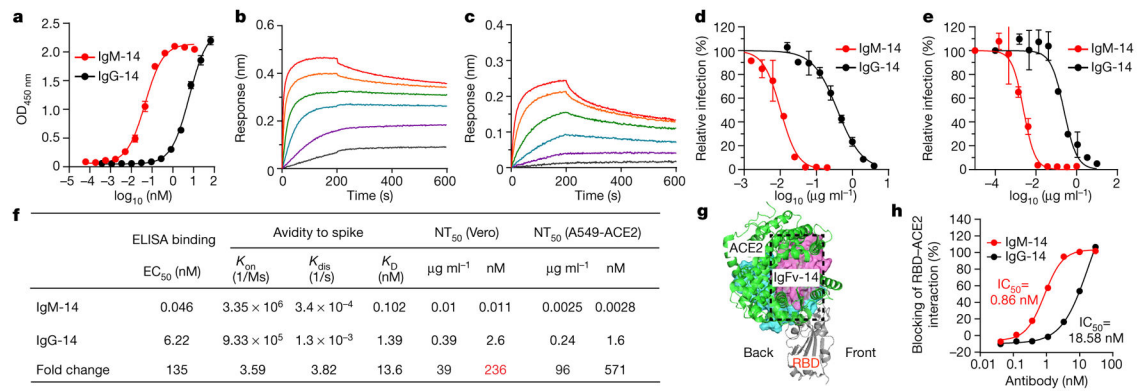 a
2.5
2.0
1.5
1.0
0.5
0
OD450 nm
IgM-14
IgG-14
−5 −4 −3 −2 −1 0 1 2
log10 (nM)
b
0.6
0.4
0.2
0
Response (nm)
0 200 400 600
Time (s)
c
0.4
0.3
0.2
0.1
0
Response (nm)
0 200 400 600
Time (s)
d
120
100
80
60
40
20
0
Relative infection (%)
IgM-14
IgG-14
−3 −2 −1 0 1
log10 (μg ml−1)
e
120
100
80
60
40
20
0
Relative infection (%)
IgM-14
IgG-14
−4 −2 0 2
log10 (μg ml−1)
f
ELISA binding Avidity to spike NT50 (Vero) NT50 (A549-ACE2)
EC50 (nM) Kon (1/Ms) Kdis (1/s) KD (nM) μg ml−1 nM μg ml−1 nM
IgM-14 0.046 3.35 × 10⁶ 3.4 × 10⁻⁴ 0.102 0.01 0.011 0.0025 0.0028
IgG-14 6.22 9.33 × 10⁵ 1.3 × 10⁻³ 1.39 0.39 2.6 0.24 1.6
Fold change 135 3.59 3.82 13.6 39 236 96 571
g
ACE2
IgFv-14
RBD
Back Front
h
140
120
100
80
60
40
20
0
−20
Blocking of RBD–ACE2
interaction (%)
IgM-14
IgG-14
IC50=
0.86 nM
IC50=
18.58 nM
0.01 0.1 1 10 100
Antibody (nM)